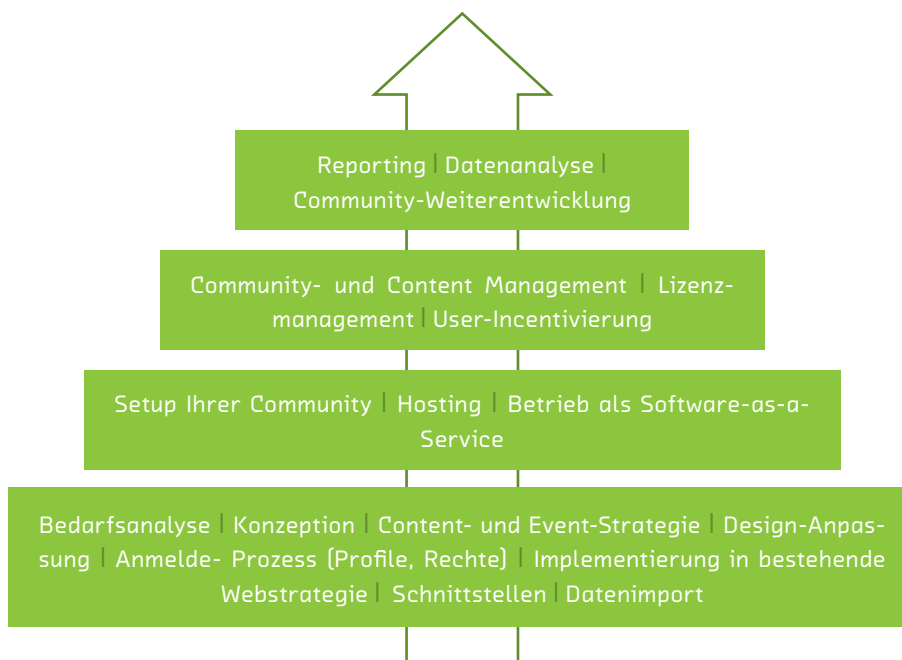 Reporting | Datenanalyse |
Community-Weiterentwicklung
Community- und Content Management | Lizenz-
management | User-Incentivierung
Setup Ihrer Community | Hosting | Betrieb als Software-as-a-
Service
Bedarfsanalyse | Konzeption | Content- und Event-Strategie | Design-Anpas-
sung | Anmelde- Prozess (Profile, Rechte) | Implementierung in bestehende
Webstrategie | Schnittstellen | Datenimport